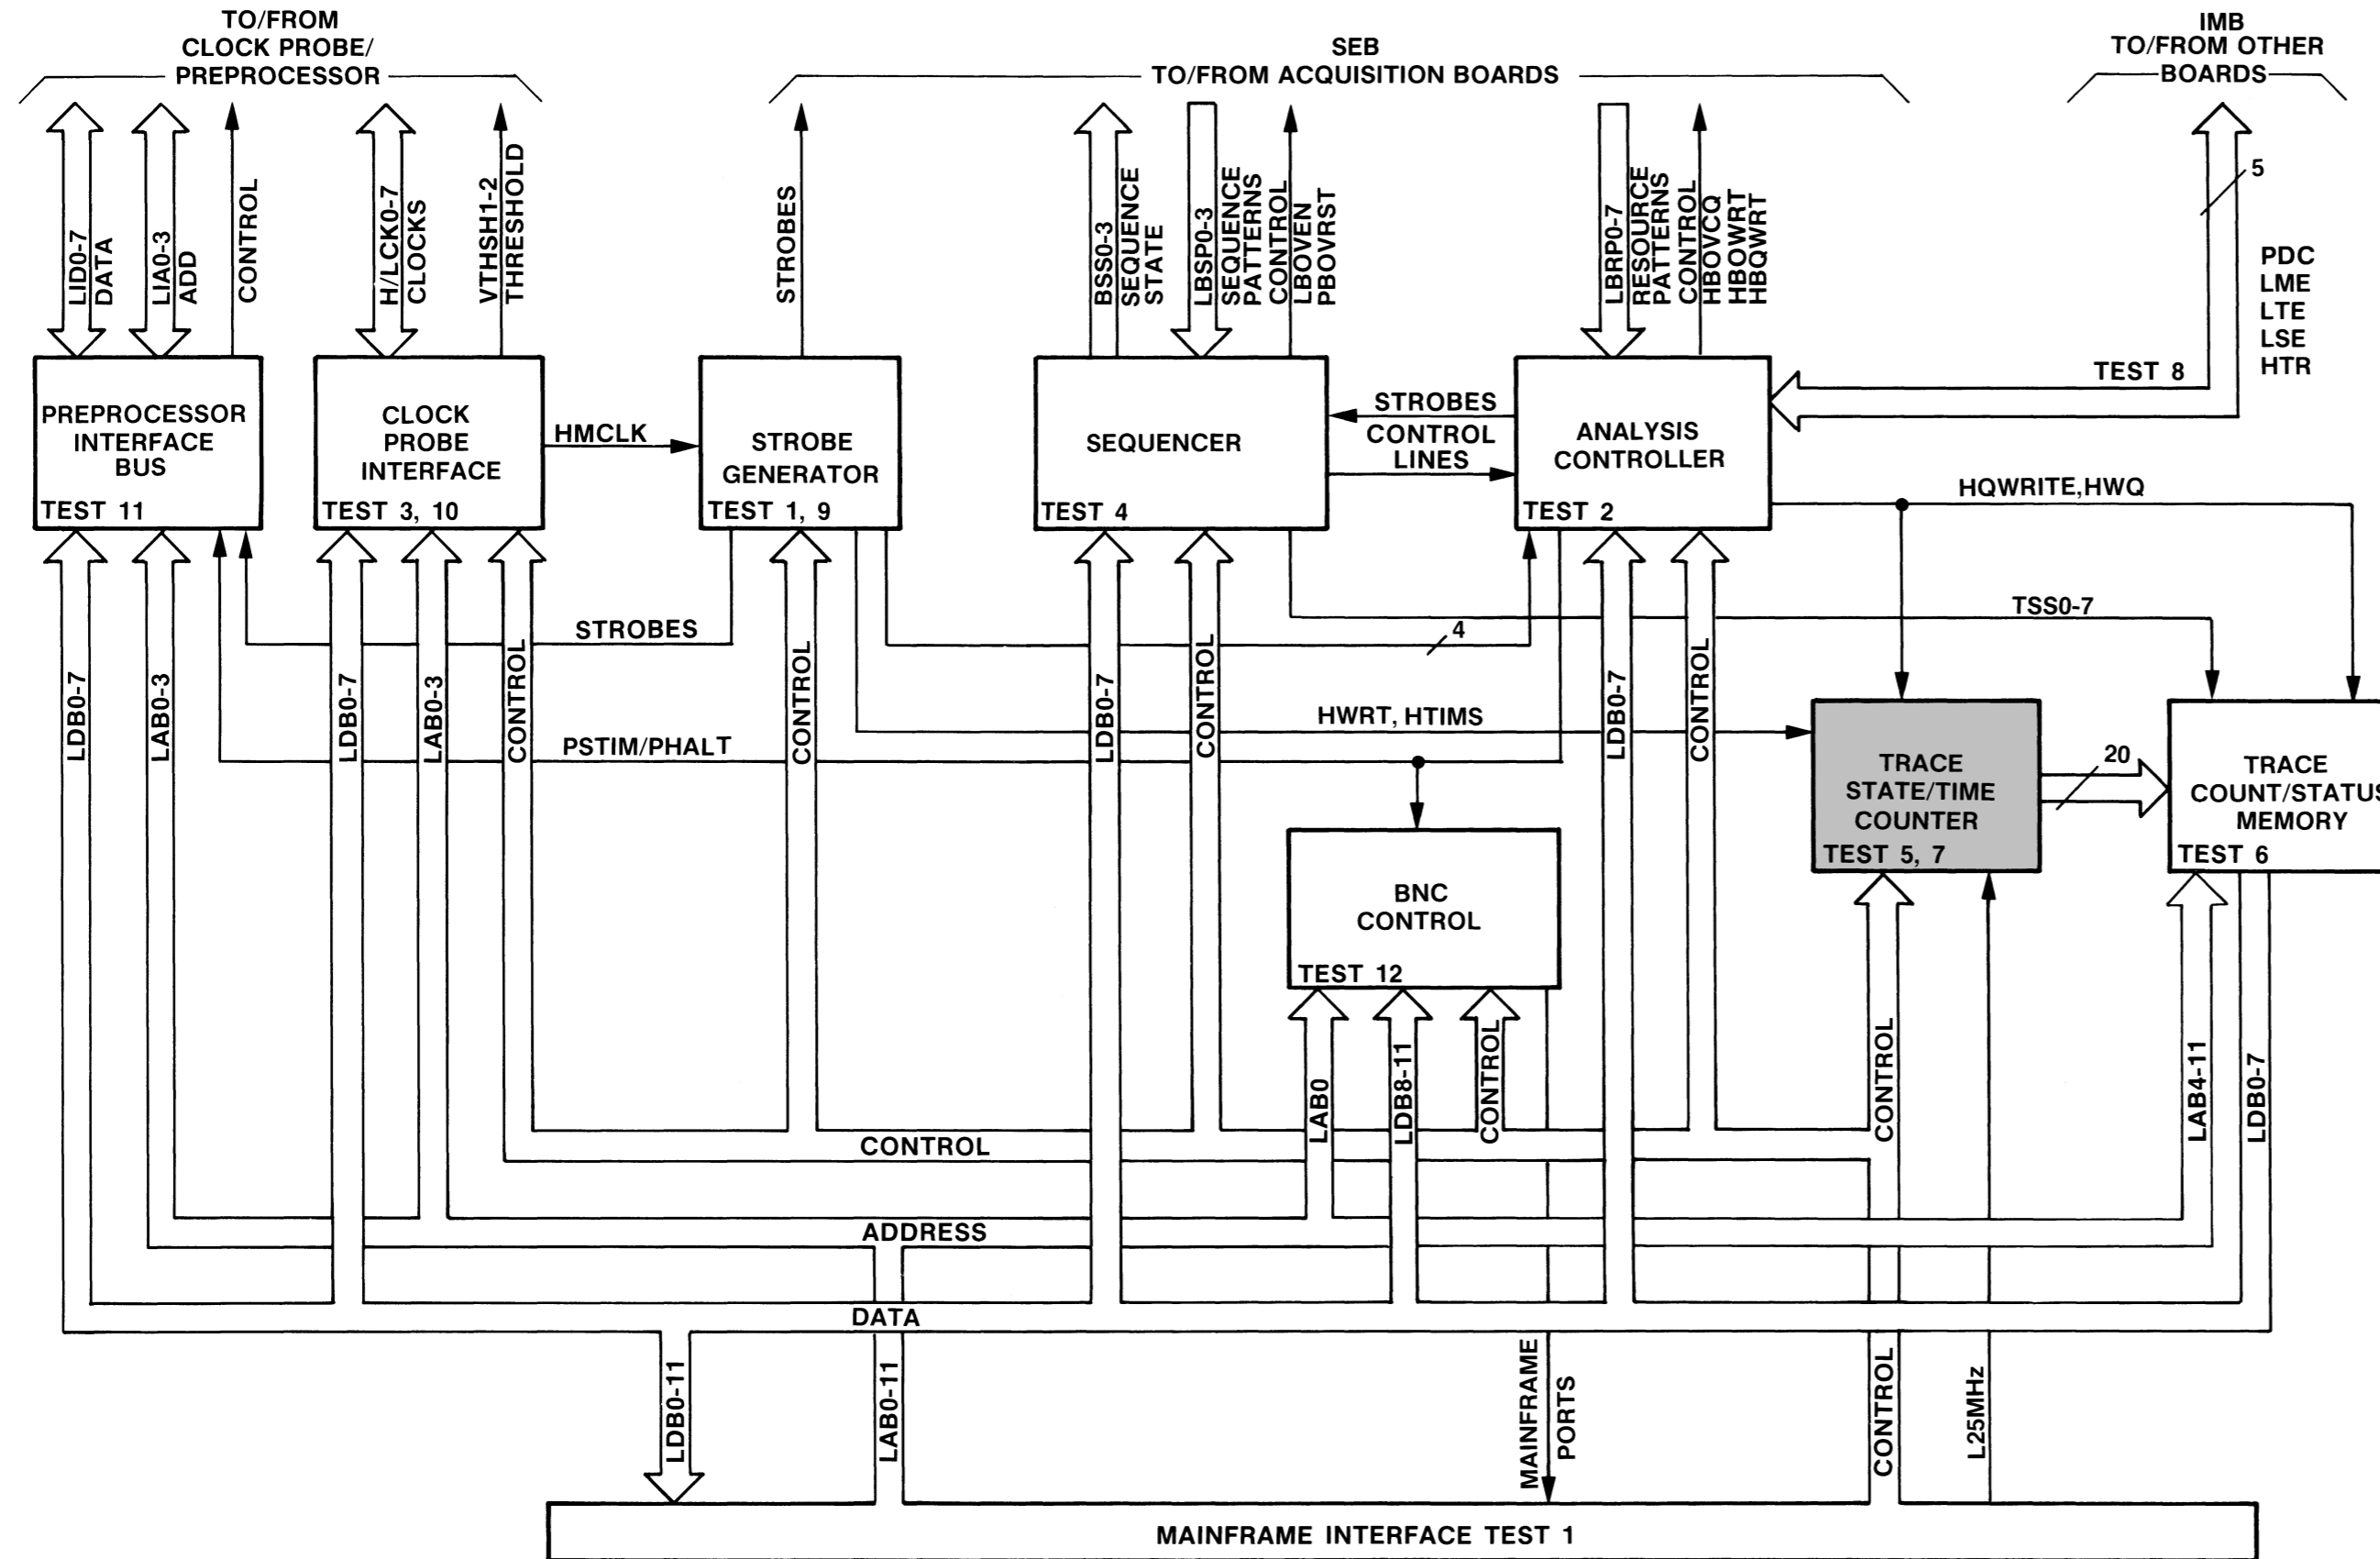 TO/FROM
CLOCK PROBE/
PREPROCESSOR
SEB
TO/FROM ACQUISITION BOARDS
IMB
TO/FROM OTHER
BOARDS
LID0-7
DATA
LIA0-3
ADD
CONTROL
H/LCK0-7
CLOCKS
VTHSH1-2
THRESHOLD
STROBES
BSS0-3
SEQUENCE
STATE
LBSP0-3
SEQUENCE
PATTERNS
CONTROL
LBOVEN
PBOVRST
LBRP0-7
RESOURCE
PATTERNS
CONTROL
HBOVCQ
HBOWRT
HBQWRT
5
PDC
LME
LTE
LSE
HTR
TEST 8
PREPROCESSOR
INTERFACE
BUS
TEST 11
CLOCK
PROBE
INTERFACE
TEST 3, 10
HMCLK
STROBE
GENERATOR
TEST 1, 9
SEQUENCER
TEST 4
STROBES
CONTROL
LINES
ANALYSIS
CONTROLLER
TEST 2
HQWRITE,HWQ
TSS0-7
STROBES
4
HWRT, HTIMS
PSTIM/PHALT
LDB0-7
LAB0-3
LDB0-7
LAB0-3
CONTROL
CONTROL
LDB0-7
CONTROL
LDB0-7
CONTROL
TRACE
STATE/TIME
COUNTER
TEST 5, 7
20
TRACE
COUNT/STATUS
MEMORY
TEST 6
BNC
CONTROL
TEST 12
LAB0
LDB8-11
CONTROL
CONTROL
LAB4-11
LDB0-7
CONTROL
ADDRESS
DATA
LDB0-11
LAB0-11
MAINFRAME
PORTS
CONTROL
L25MHz
MAINFRAME INTERFACE TEST 1